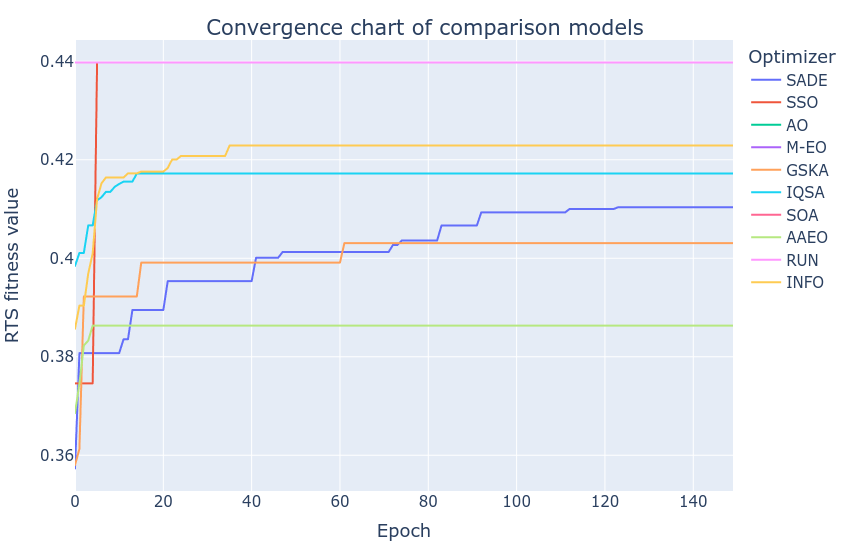 Convergence chart of comparison models
RTS fitness value
0.44
0.42
0.4
0.38
0.36
0
20
40
60
80
100
120
140
Epoch
Optimizer
SADE
SSO
AO
M-EO
GSKA
IQSA
SOA
AAEO
RUN
INFO